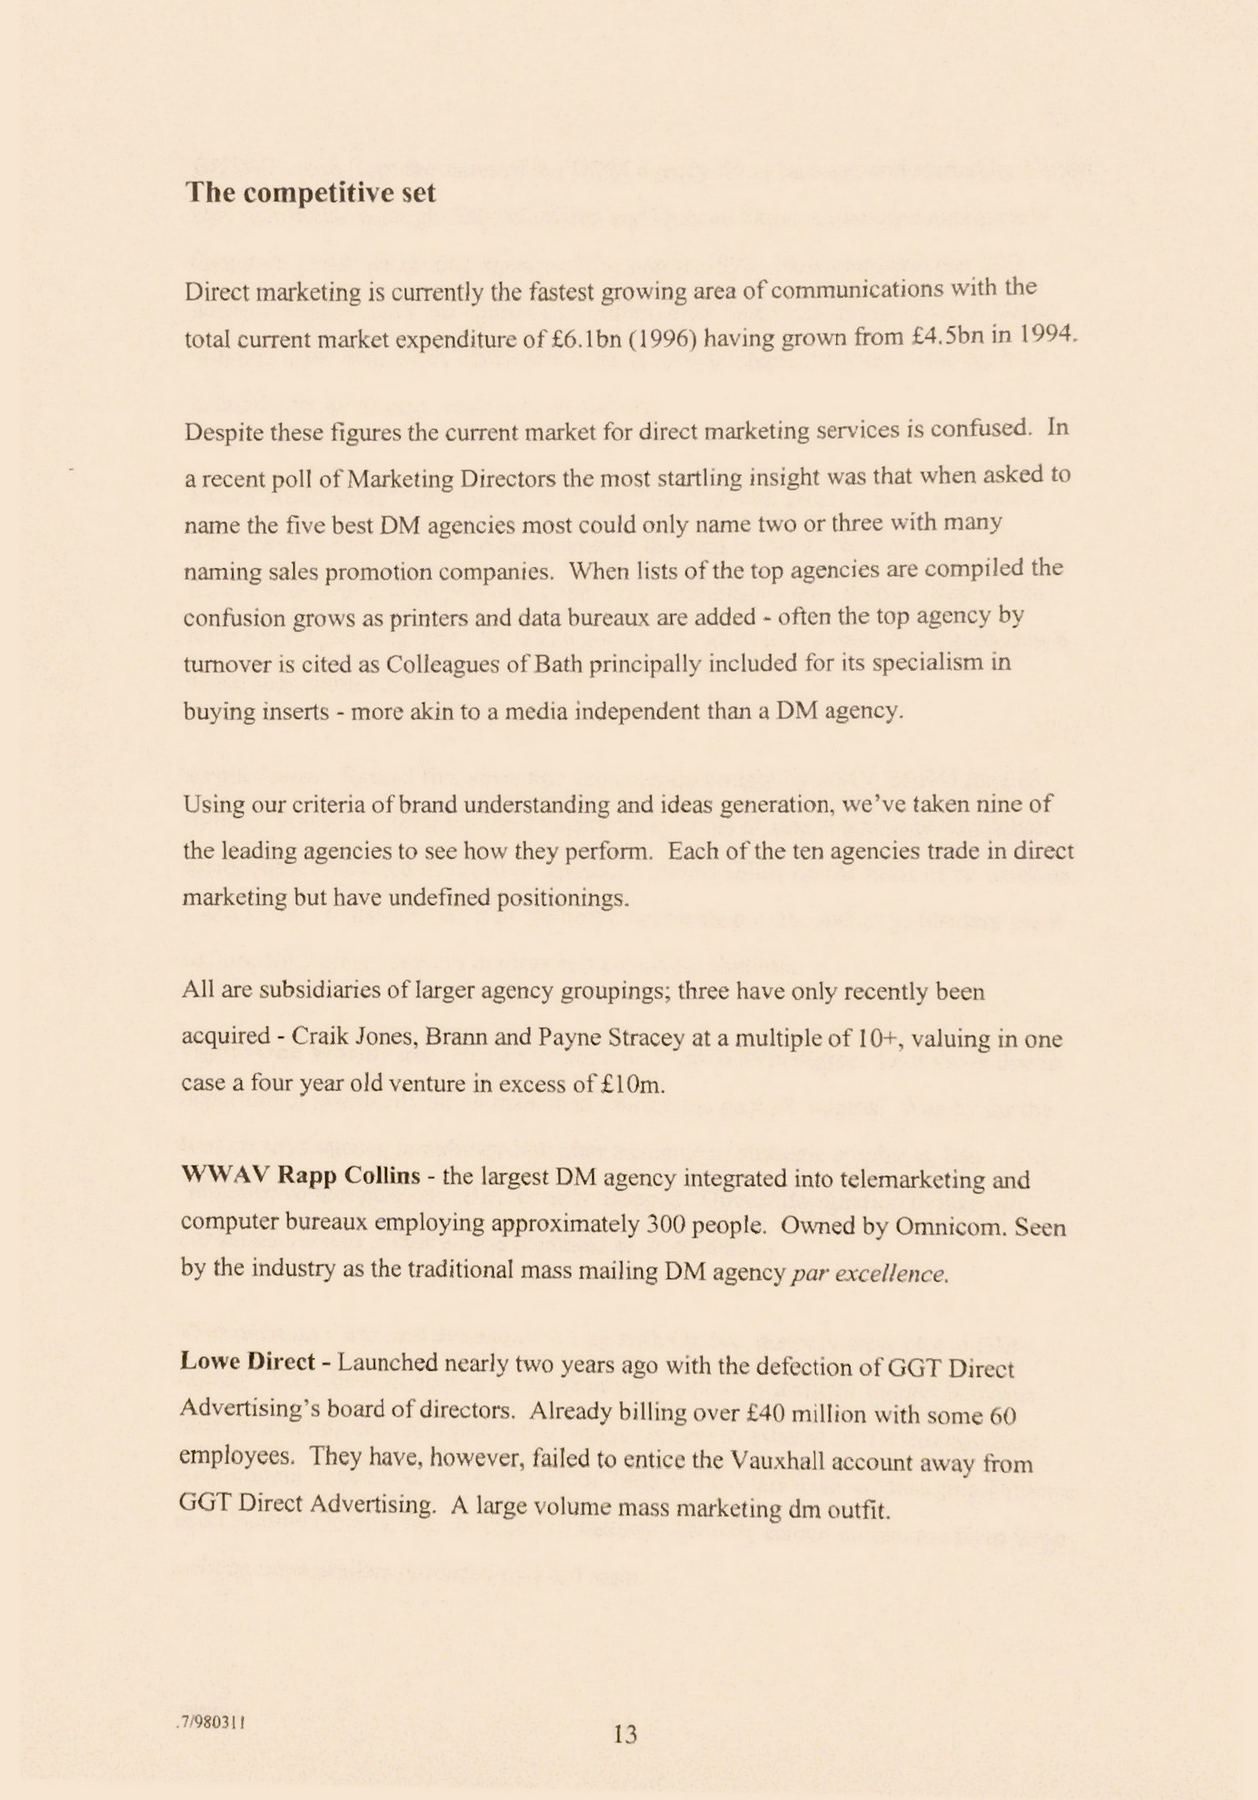 The competitive set
Direct marketing is currently the fastest growing area of communications with the
total current market expenditure of £6.1bn (1996) having grown from £4.5bn in 1994.
Despite these figures the current market for direct marketing services is confused.  In
a recent poll of Marketing Directors the most startling insight was that when asked to
name the five best DM agencies most could only name two or three with many
naming sales promotion companies.  When lists of the top agencies are compiled the
confusion grows as printers and data bureaux are added - often the top agency by
turnover is cited as Colleagues of Bath principally included for its specialism in
buying inserts - more akin to a media independent than a DM agency.
Using our criteria of brand understanding and ideas generation, we've taken nine of
the leading agencies to see how they perform.  Each of the ten agencies trade in direct
marketing but have undefined positionings.
All are subsidiaries of larger agency groupings; three have only recently been
acquired - Craik Jones, Brann and Payne Stracey at a multiple of 10+, valuing in one
case a four year old venture in excess of £10m.
WWAV Rapp Collins - the largest DM agency integrated into telemarketing and
computer bureaux employing approximately 300 people.  Owned by Omnicom. Seen
by the industry as the traditional mass mailing DM agency par excellence.
Lowe Direct - Launched nearly two years ago with the defection of GGT Direct
Advertising's board of directors.  Already billing over £40 million with some 60
employees.  They have, however, failed to entice the Vauxhall account away from
GGT Direct Advertising.  A large volume mass marketing dm outfit.
.7/980311
13